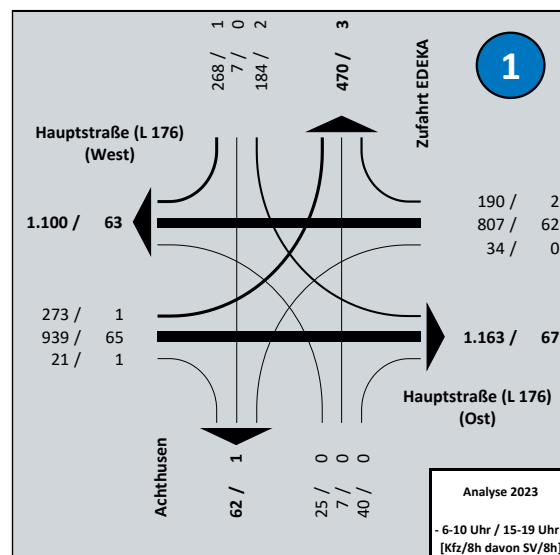 268 / 1
7 / 0
184 / 2
470 / 3
Zufahrt EDEKA
1
Hauptstraße (L 176)
(West)
190 / 2
1.100 / 63
807 / 62
34 / 0
273 / 1
939 / 65
1.163 / 67
21 / 1
Hauptstraße (L 176)
(Ost)
Achthusen
62 / 1
25 / 0
7 / 0
40 / 0
Analyse 2023
- 6-10 Uhr / 15-19 Uhr
[Kfz/8h davon SV/8h]